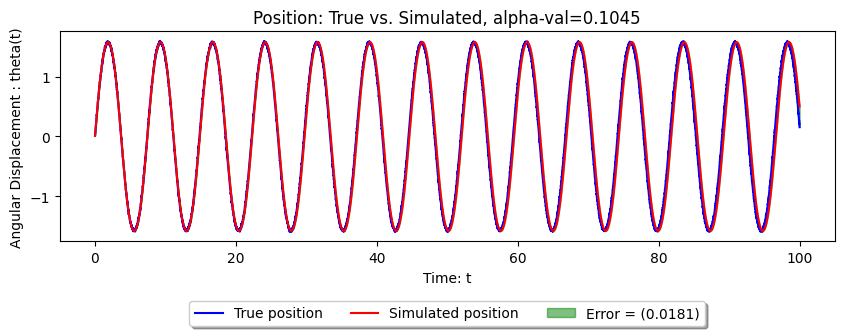 Position: True vs. Simulated, alpha-val=0.1045
Angular Displacement : theta(t)
1
0
−1
0 20 40 60 80 100
Time: t
True position Simulated position Error = (0.0181)